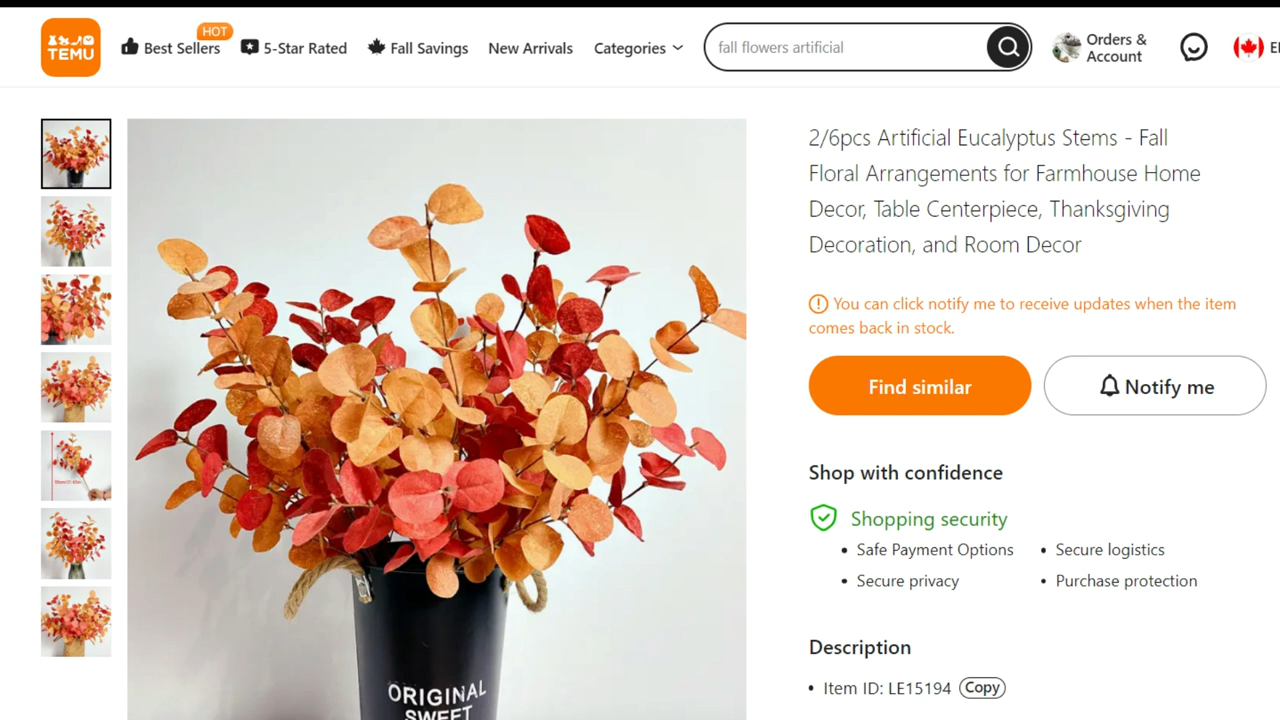 TEMU
Best Sellers
HOT
5-Star Rated
Fall Savings
New Arrivals
Categories
fall flowers artificial
Orders &
Account
2/6pcs Artificial Eucalyptus Stems - Fall
Floral Arrangements for Farmhouse Home
Decor, Table Centerpiece, Thanksgiving
Decoration, and Room Decor
You can click notify me to receive updates when the item
comes back in stock.
Find similar
Notify me
Shop with confidence
Shopping security
• Safe Payment Options
• Secure logistics
• Secure privacy
• Purchase protection
Description
• Item ID: LE15194
Copy
ORIGINAL
SWEET